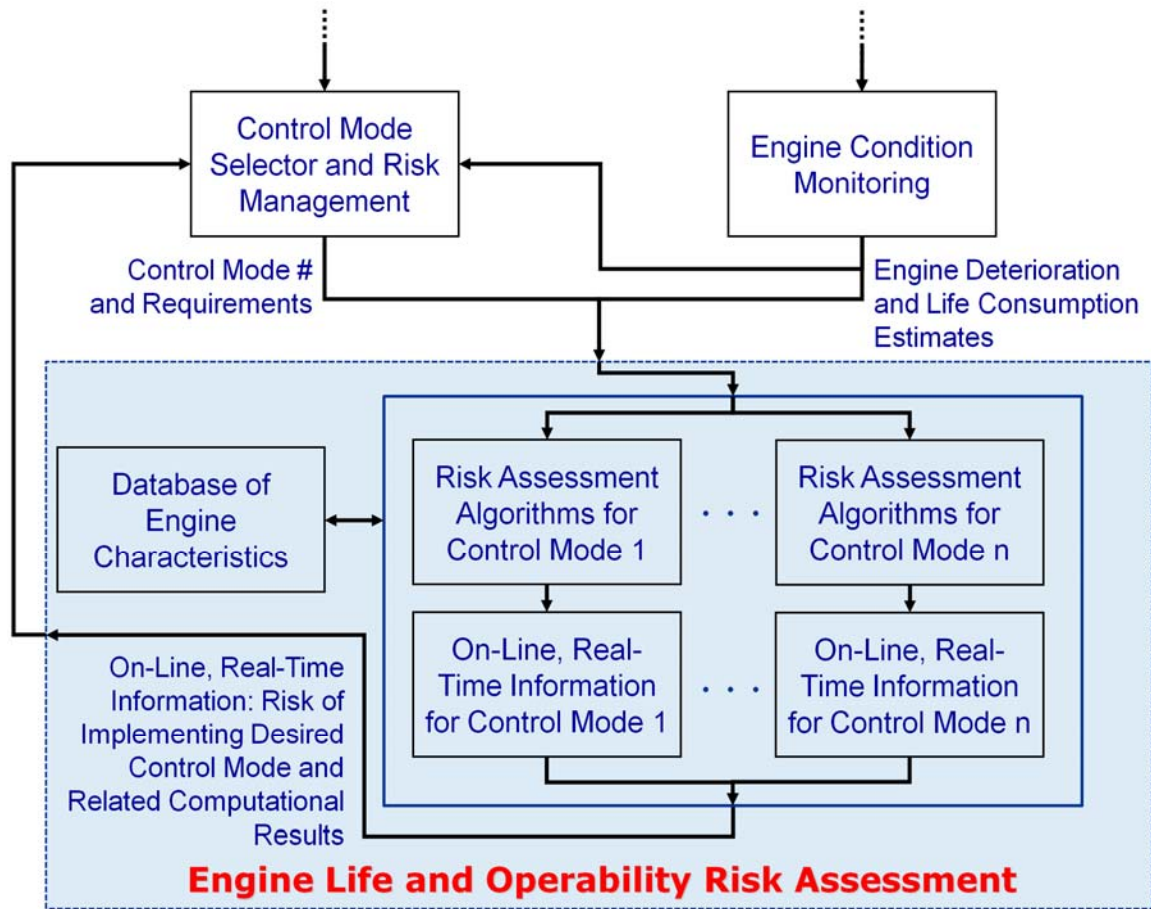 Control Mode
Selector and Risk
Management
Engine Condition
Monitoring
Control Mode #
and Requirements
Engine Deterioration
and Life Consumption
Estimates
Database of
Engine
Characteristics
Risk Assessment
Algorithms for
Control Mode 1
. . .
Risk Assessment
Algorithms for
Control Mode n
On-Line, Real-
Time Information
for Control Mode 1
. . .
On-Line, Real-
Time Information
for Control Mode n
On-Line, Real-Time
Information: Risk of
Implementing Desired
Control Mode and
Related Computational
Results
Engine Life and Operability Risk Assessment